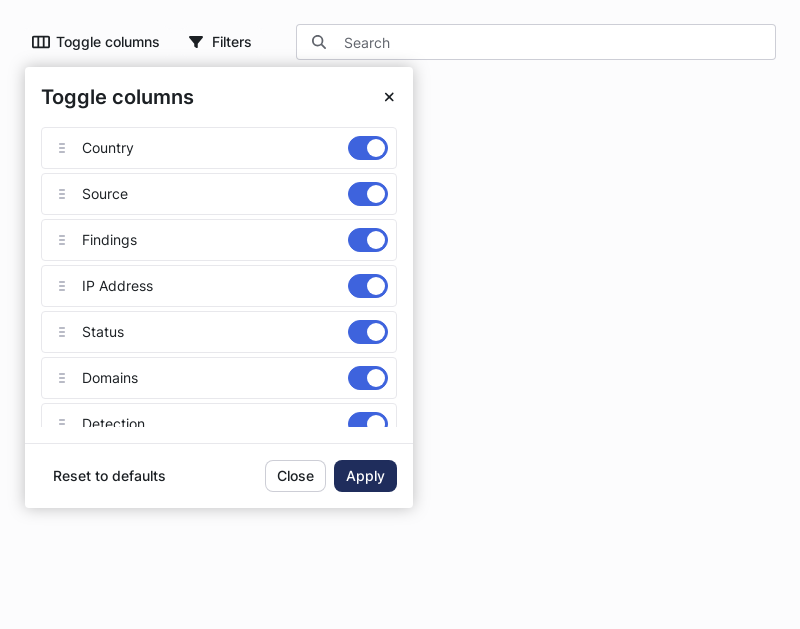 Toggle columns
Filters
Search
Toggle columns
Country
Source
Findings
IP Address
Status
Domains
Detection
Reset to defaults
Close
Apply